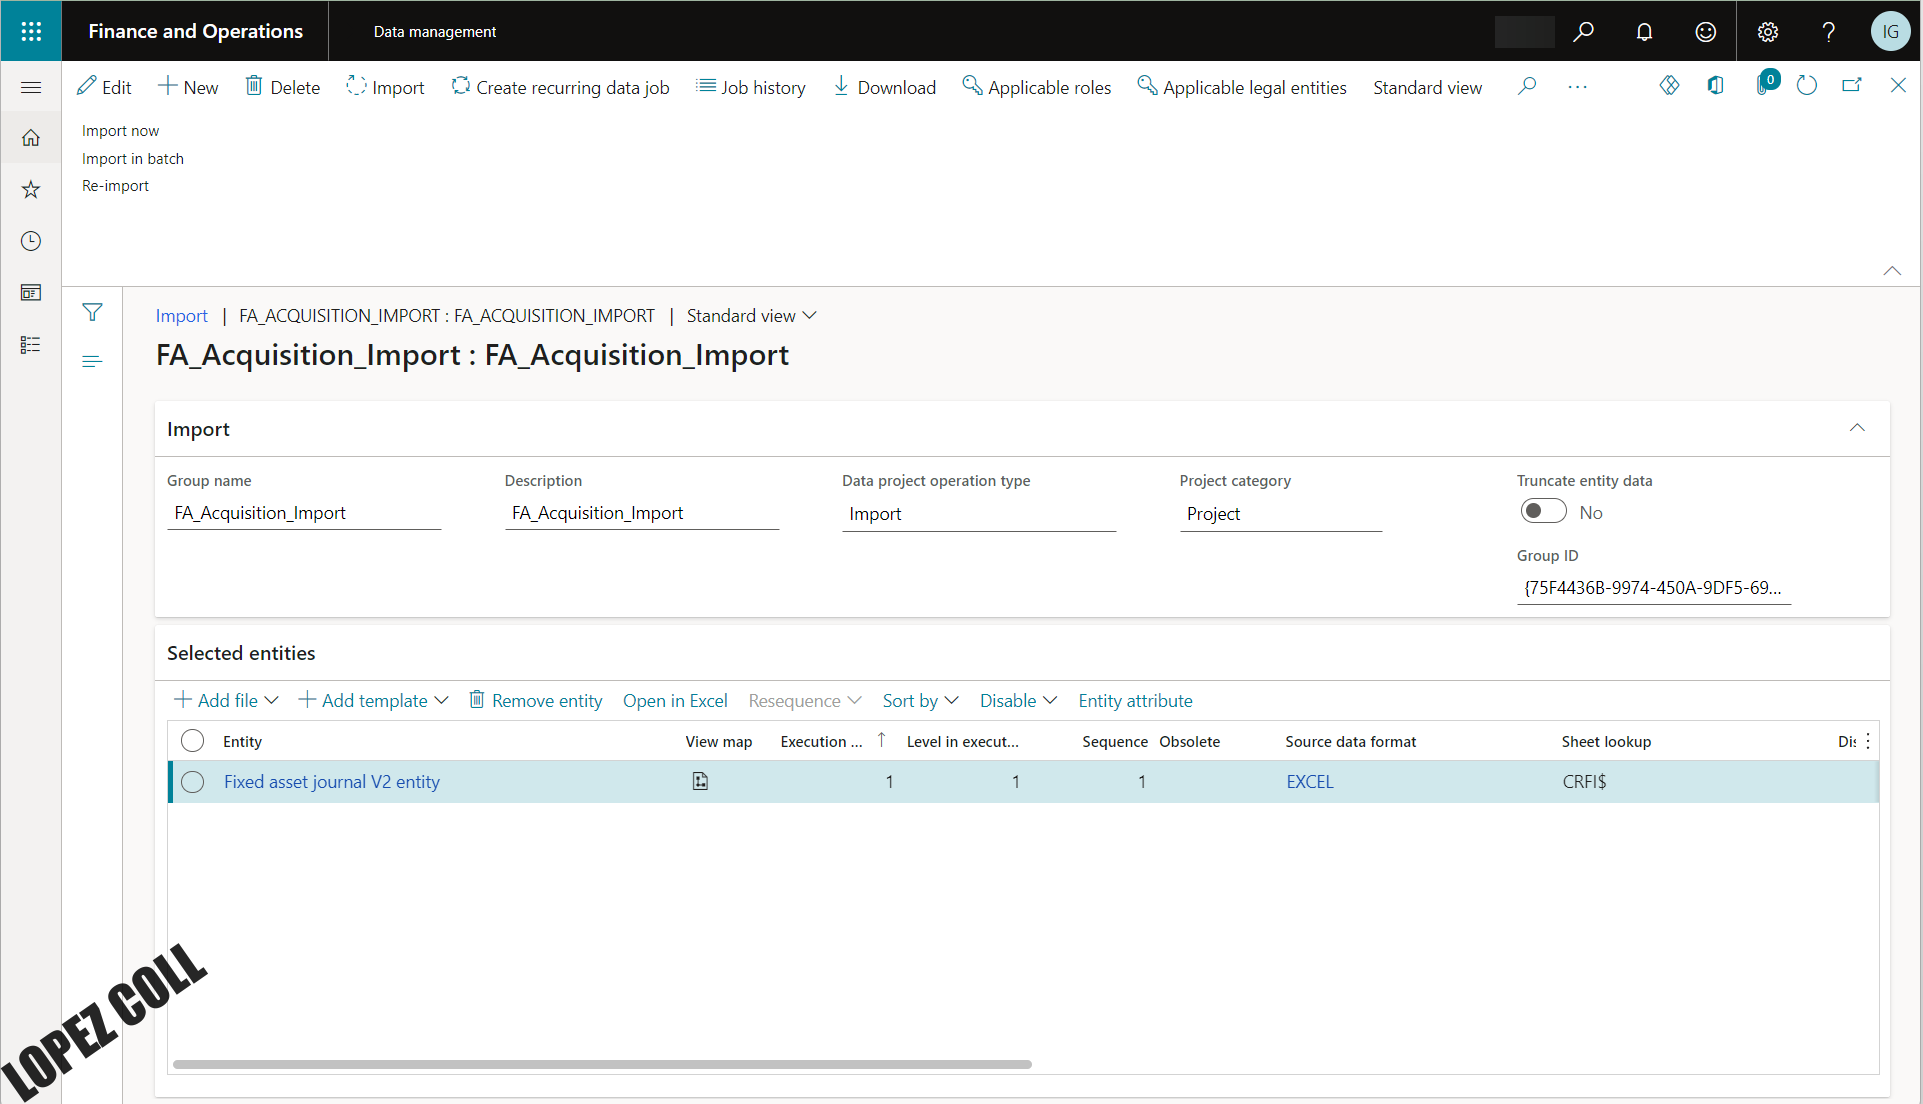 Finance and Operations
Data management
IG
Edit
New
Delete
Import
Create recurring data job
Job history
Download
Applicable roles
Applicable legal entities
Standard view
0
Import now
Import in batch
Re-import
Import | FA_ACQUISITION_IMPORT : FA_ACQUISITION_IMPORT | Standard view
FA_Acquisition_Import : FA_Acquisition_Import
Import
Group name
FA_Acquisition_Import
Description
FA_Acquisition_Import
Data project operation type
Import
Project category
Project
Truncate entity data
No
Group ID
{75F4436B-9974-450A-9DF5-69...
Selected entities
Add file
Add template
Remove entity
Open in Excel
Resequence
Sort by
Disable
Entity attribute
Entity View map Execution ... Level in execut... Sequence Obsolete Source data format Sheet lookup Dis
Fixed asset journal V2 entity 1 1 1 EXCEL CRFI$
LOPEZ COLL